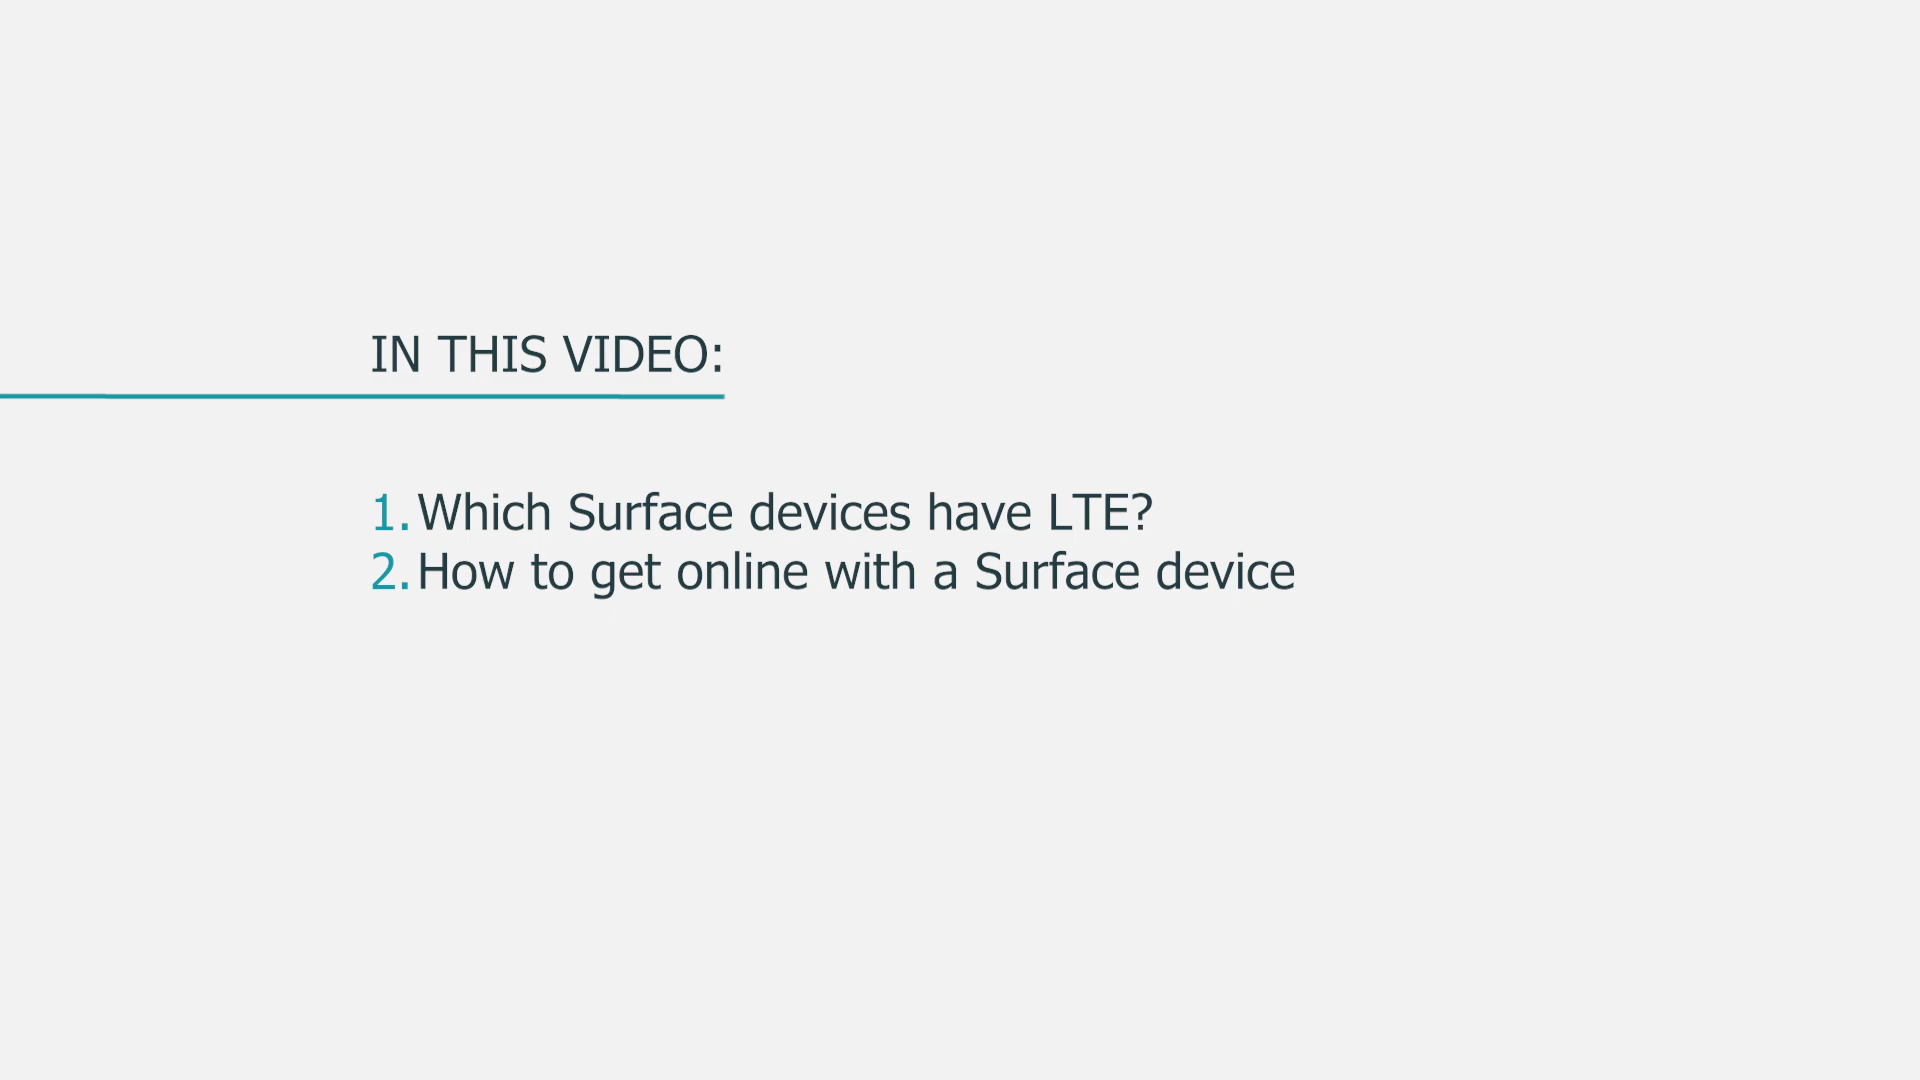 IN THIS VIDEO:
1. Which Surface devices have LTE?
2. How to get online with a Surface device